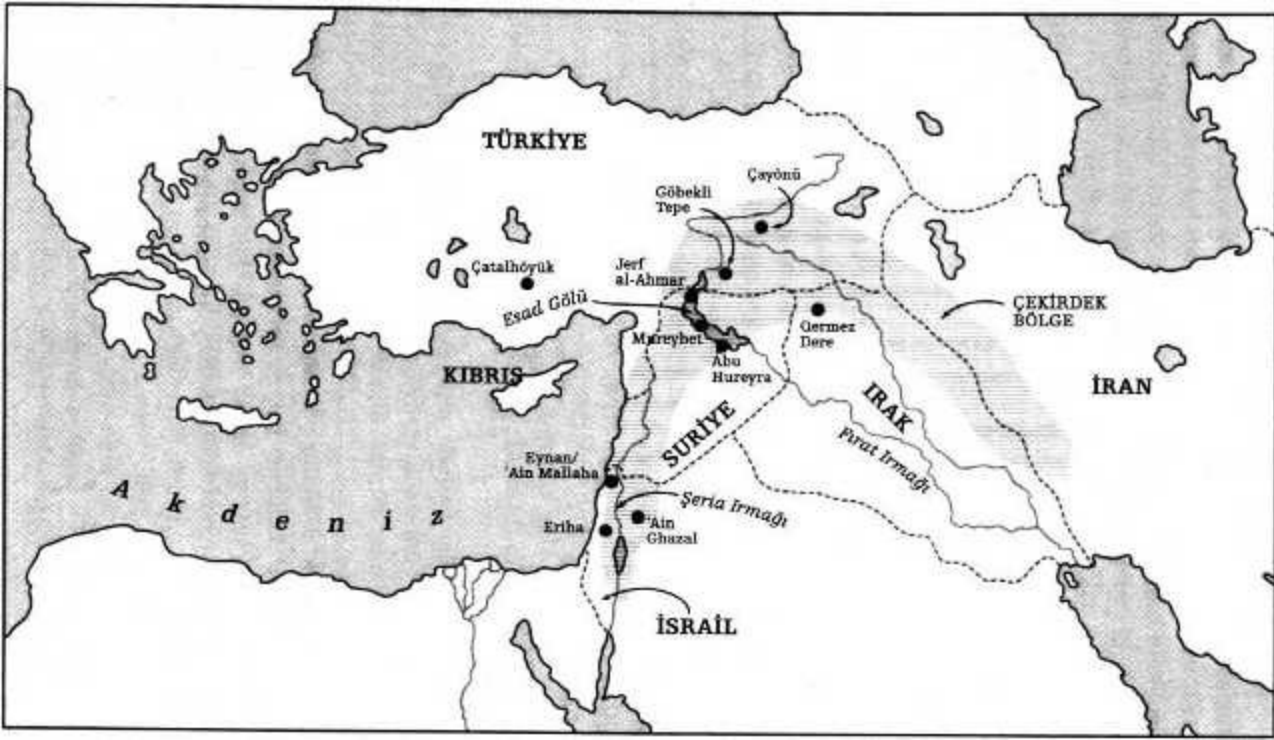 TÜRKİYE
Çayönü
Göbekli
Tepe
Jerf
al-Ahmar
Çatalhöyük
Esad Gölü
Mureybet
Abu
Hureyra
Germez
Dere
ÇEKİRDEK
BÖLGE
KIBRIS
İRAN
IRAK
SURİYE
Fırat Irmağı
Eynan/
'Ain Mallaha
Akdeniz
Şeria Irmağı
Eriha
'Ain
Ghazal
İSRAİL